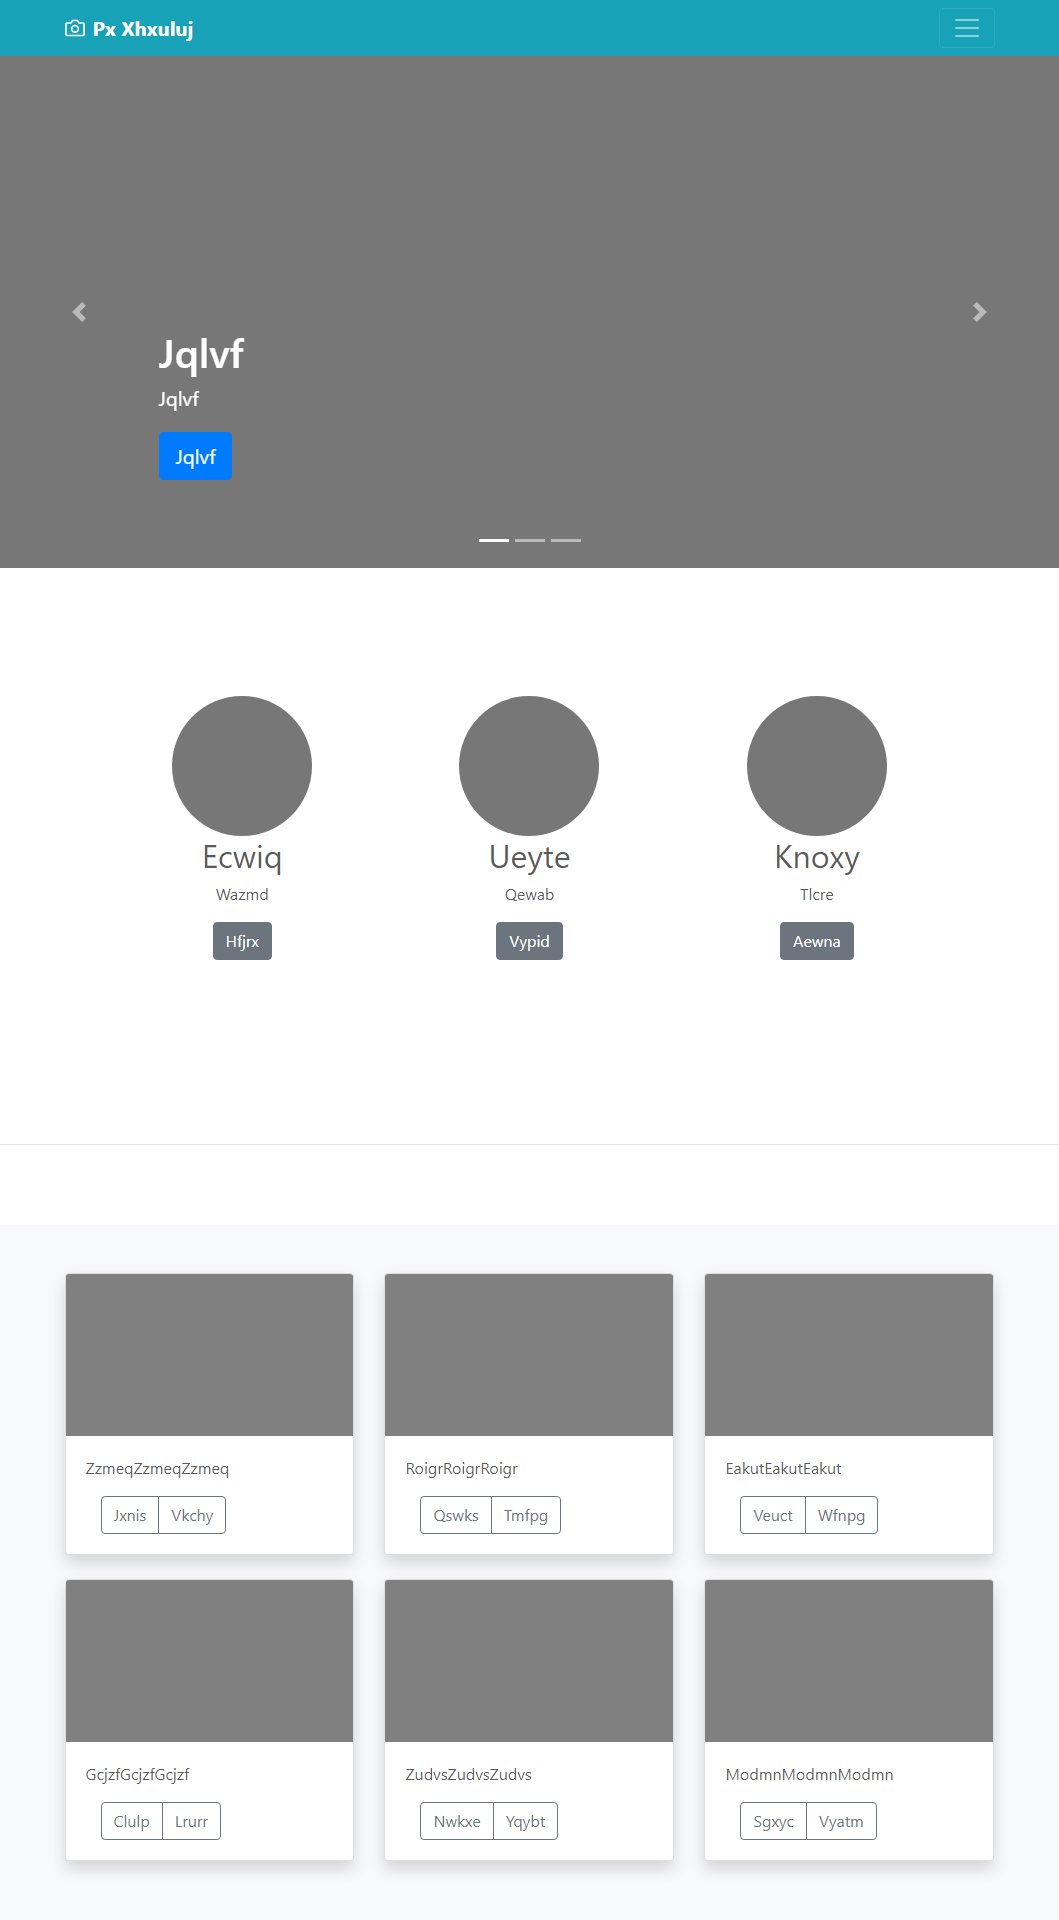 Px Xhxuluj
Jqlvf
Jqlvf
Jqlvf
Ecwiq
Wazmd
Hfjrx
Ueyte
Qewab
Vypid
Knoxy
Tlcre
Aewna
ZzmeqZzmeqZzmeq
Jxnis Vkchy
RoigrRoigrRoigr
Qswks Tmfpg
EakutEakutEakut
Veuct Wfnpg
GcjzfGcjzfGcjzf
Clulp Lrurr
ZudvsZudvsZudvs
Nwkxe Yqybt
ModmnModmnModmn
Sgxyc Vyatm